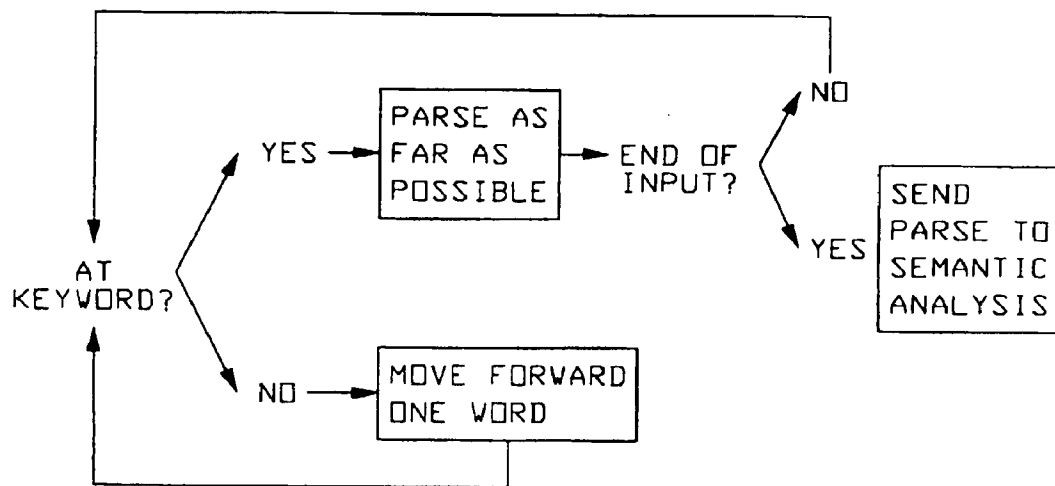 NO
PARSE AS
FAR AS
POSSIBLE
YES
END OF
INPUT?
SEND
PARSE TO
SEMANTIC
ANALYSIS
YES
AT
KEYWORD?
NO
MOVE FORWARD
ONE WORD